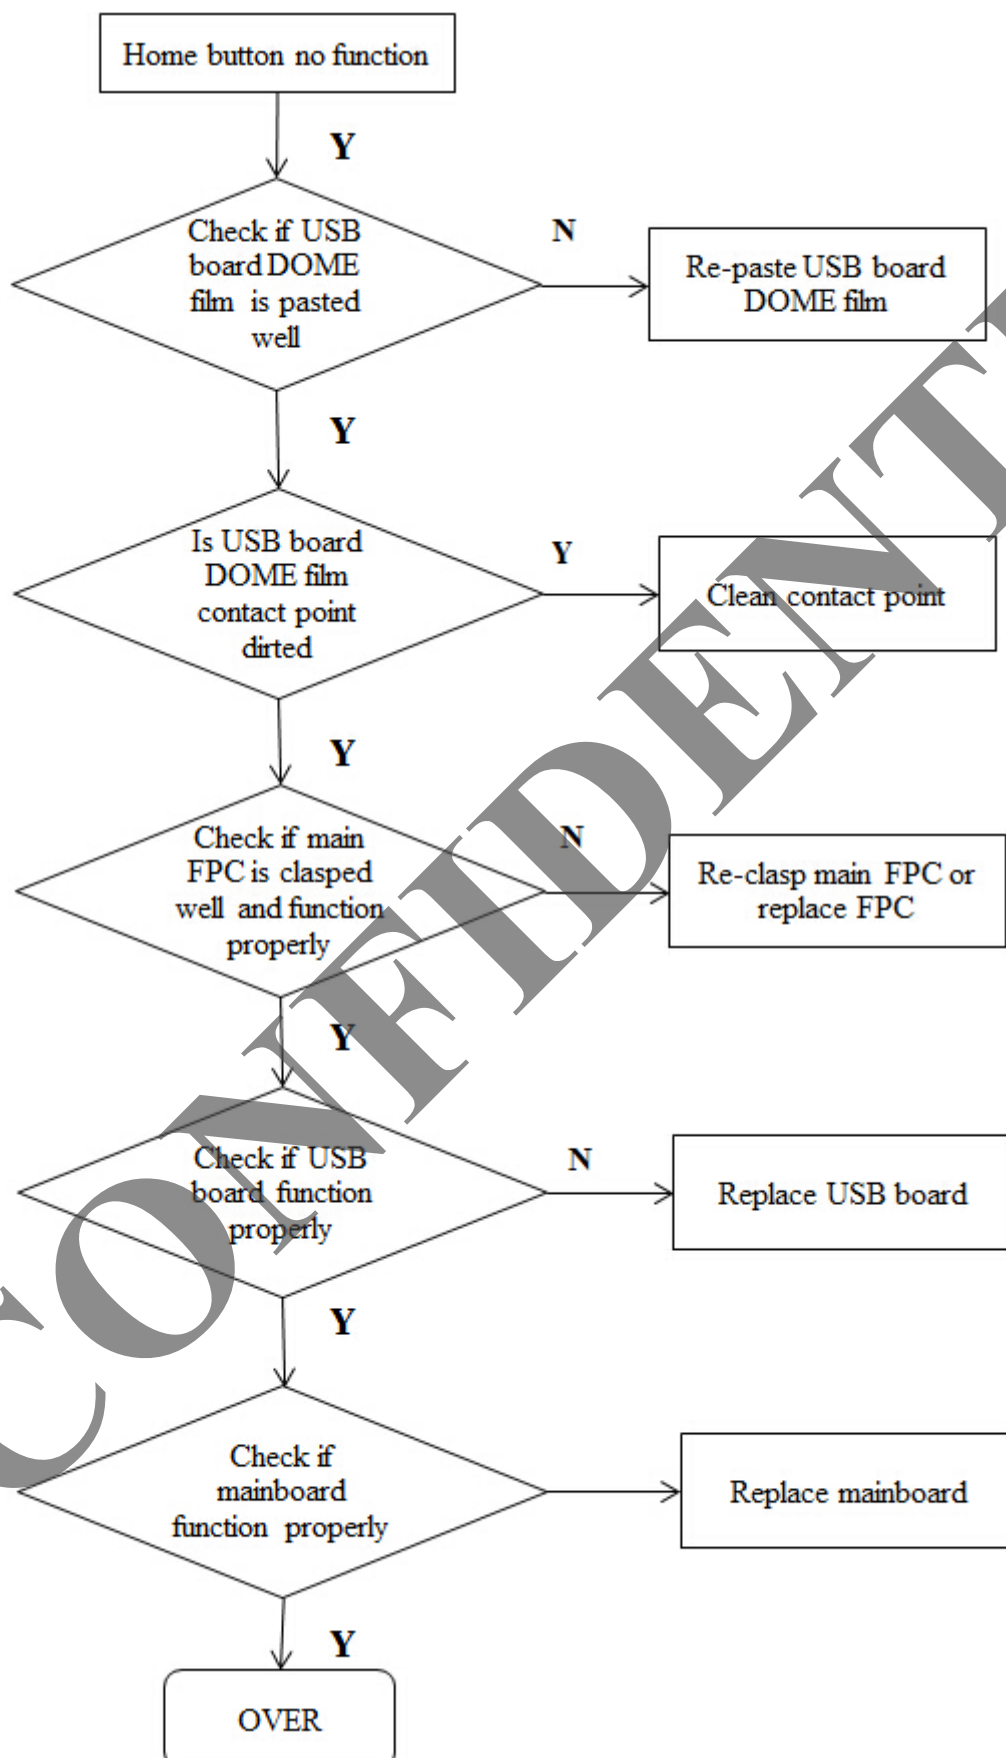 Home button no function
Y
Check if USB
board DOME
film is pasted
well
N
Re-paste USB board
DOME film
Y
Is USB board
DOME film
contact point
dirted
Y
Clean contact point
Y
Check if main
FPC is clasped
well and function
properly
N
Re-clasp main FPC or
replace FPC
Y
Check if USB
board function
properly
N
Replace USB board
Y
Check if
mainboard
function properly
Replace mainboard
Y
OVER
CONFIDENT